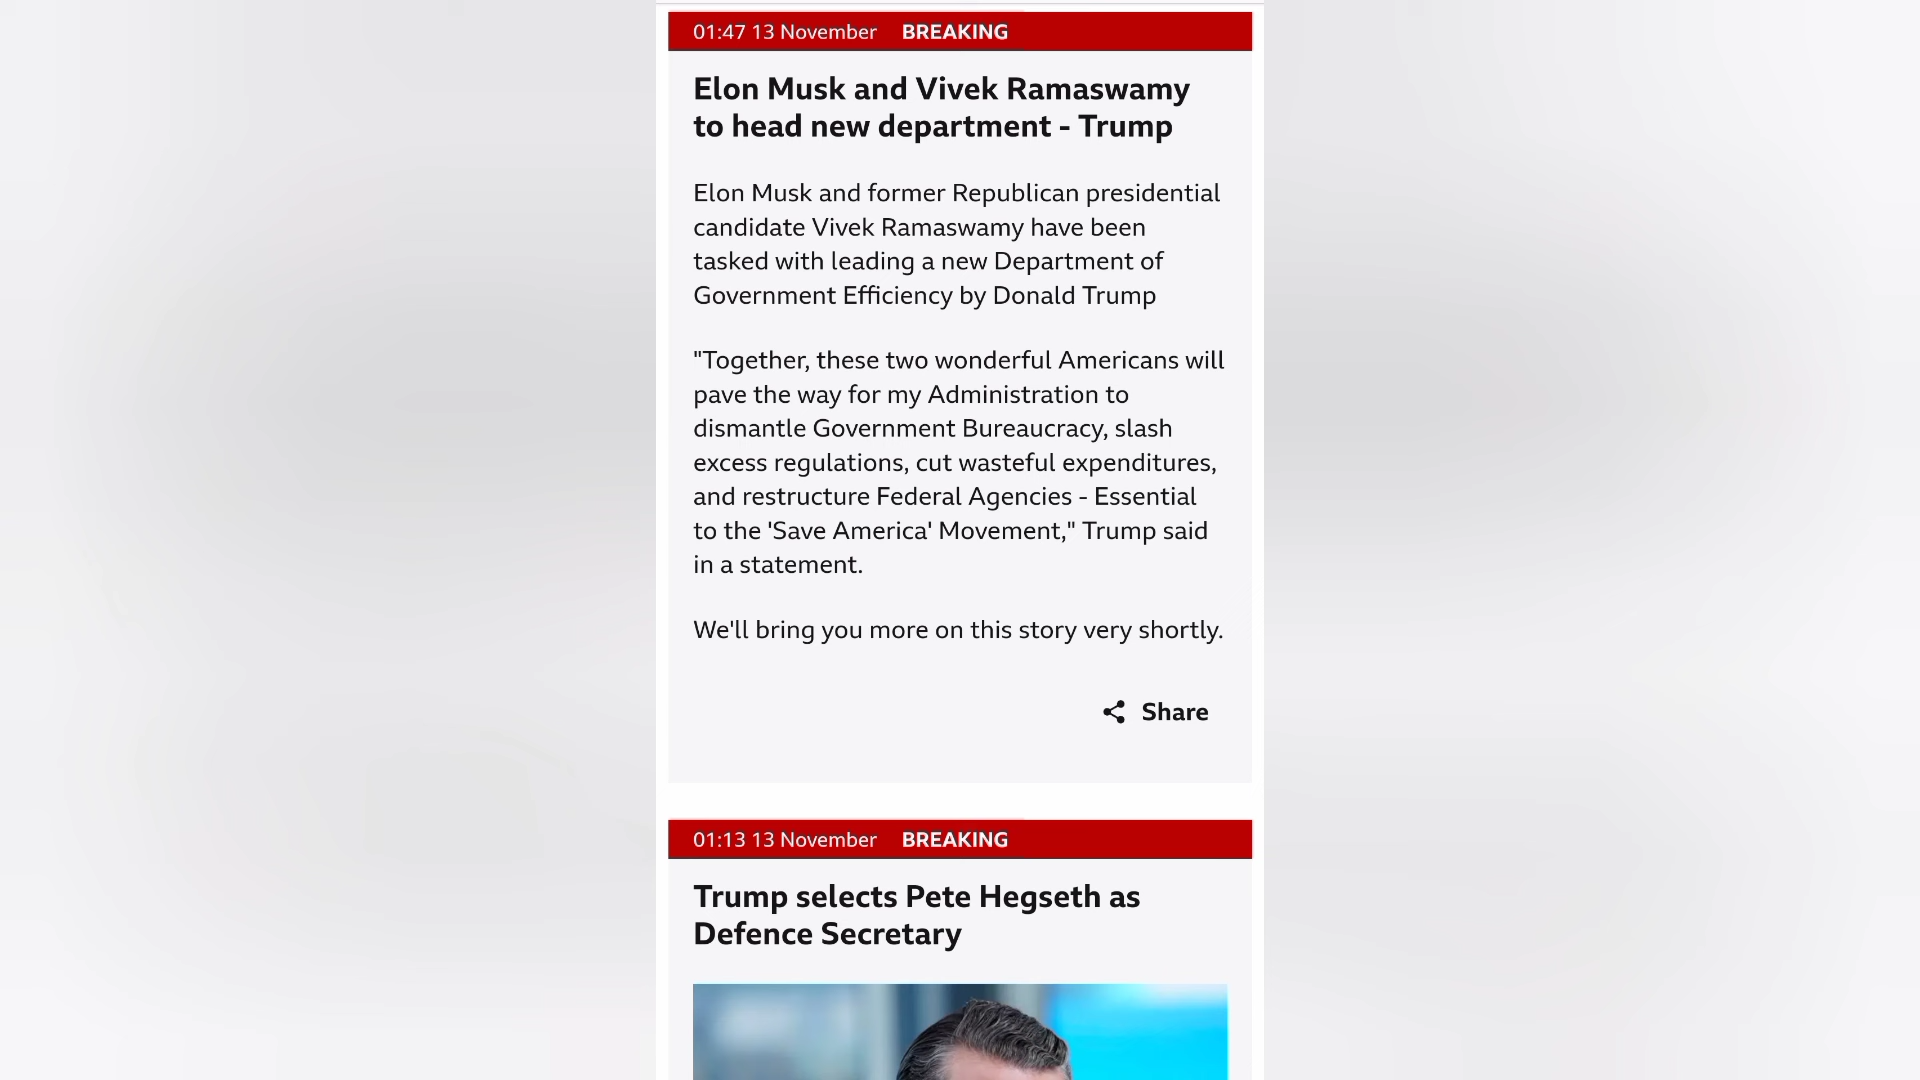 01:47 13 November BREAKING
Elon Musk and Vivek Ramaswamy
to head new department - Trump
Elon Musk and former Republican presidential
candidate Vivek Ramaswamy have been
tasked with leading a new Department of
Government Efficiency by Donald Trump
"Together, these two wonderful Americans will
pave the way for my Administration to
dismantle Government Bureaucracy, slash
excess regulations, cut wasteful expenditures,
and restructure Federal Agencies - Essential
to the 'Save America' Movement," Trump said
in a statement.
We'll bring you more on this story very shortly.
Share
01:13 13 November BREAKING
Trump selects Pete Hegseth as
Defence Secretary